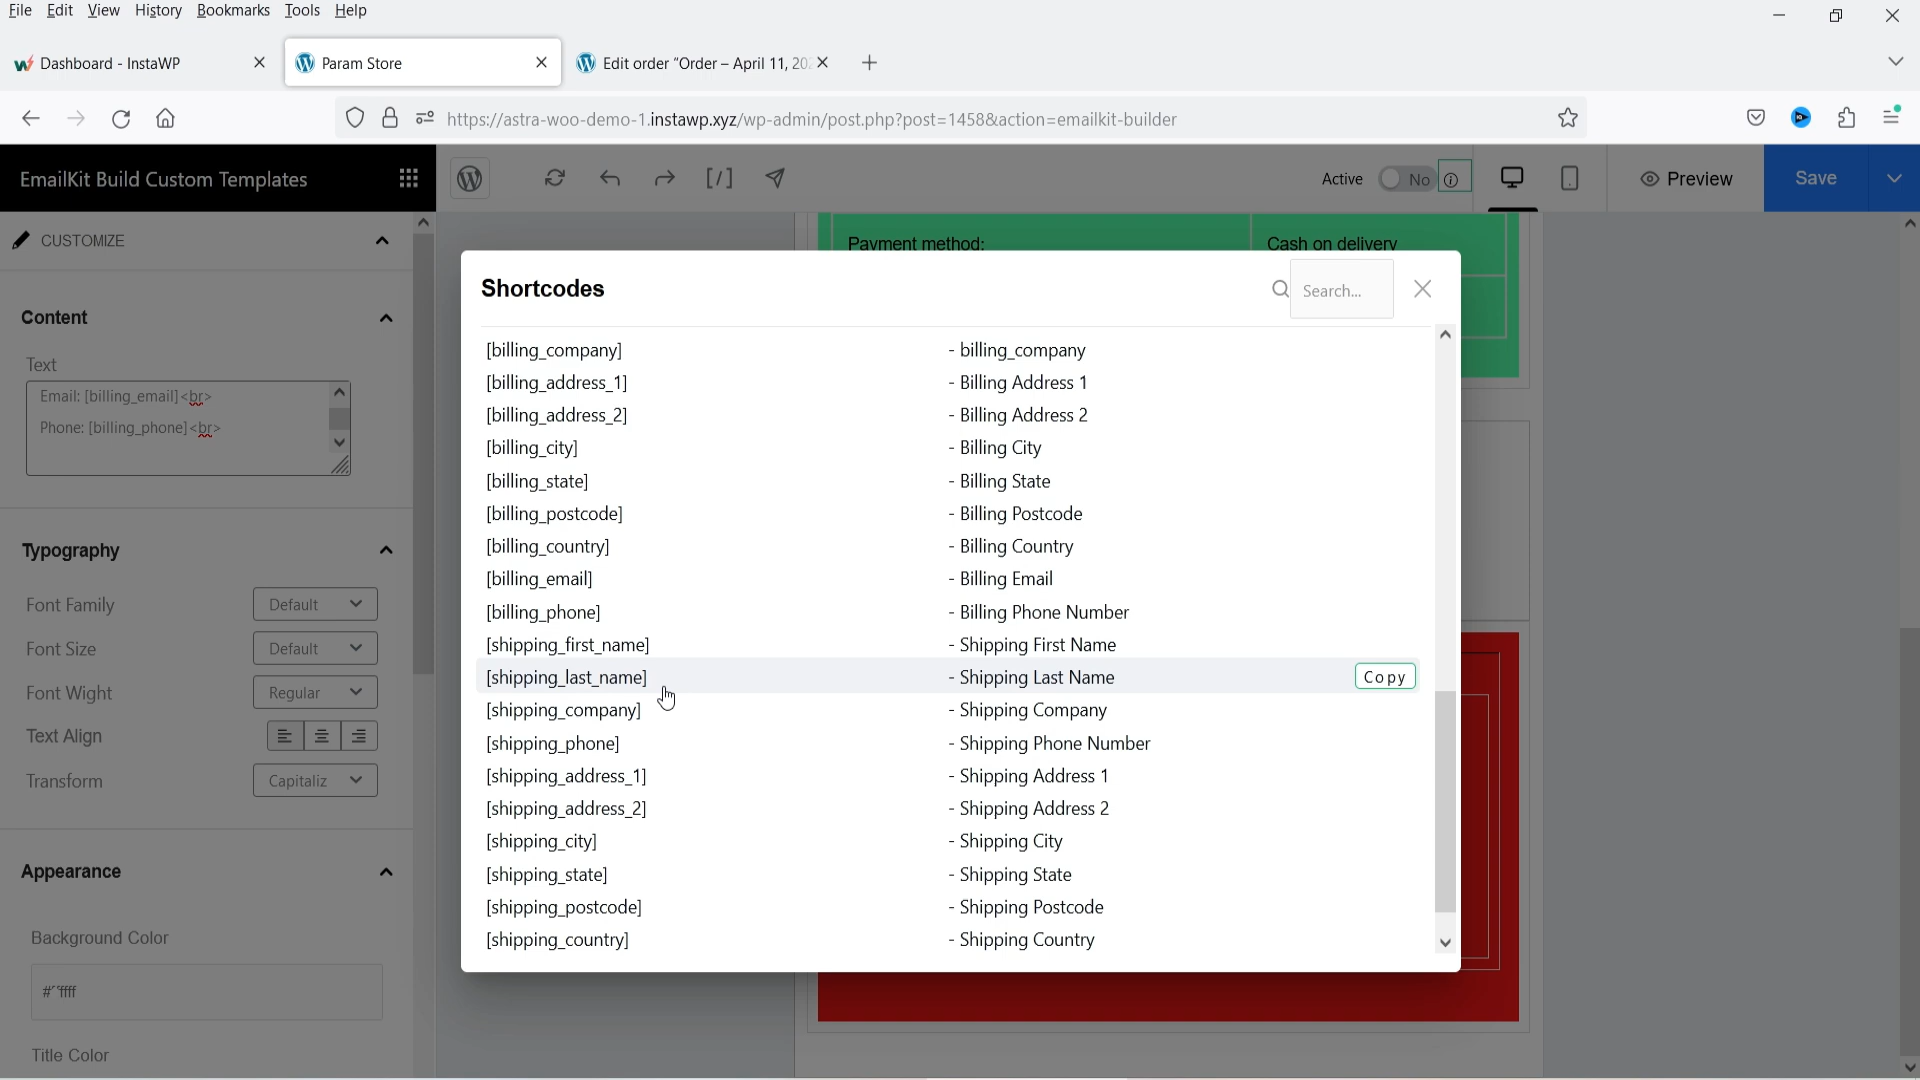 File Edit View History Bookmarks Tools Help
Dashboard - InstaWP
Param Store
Edit order “Order – April 11, 20
https://astra-woo-demo-1.instawp.xyz/wp-admin/post.php?post=1458&action=emailkit-builder
EmailKit Build Custom Templates
[/]
Active No
Preview
Save
CUSTOMIZE
Content
Text
Email: [billing_email]<br>
Phone: [billing_phone]<br>
Typography
Font Family Default
Font Size Default
Font Wight Regular
Text Align
Transform Capitaliz
Appearance
Background Color
Title Color
Payment method: Cash on delivery
Shortcodes
Search...
[billing_company] - billing_company
[billing_address_1] - Billing Address 1
[billing_address_2] - Billing Address 2
[billing_city] - Billing City
[billing_state] - Billing State
[billing_postcode] - Billing Postcode
[billing_country] - Billing Country
[billing_email] - Billing Email
[billing_phone] - Billing Phone Number
[shipping_first_name] - Shipping First Name
[shipping_last_name] - Shipping Last Name Copy
[shipping_company] - Shipping Company
[shipping_phone] - Shipping Phone Number
[shipping_address_1] - Shipping Address 1
[shipping_address_2] - Shipping Address 2
[shipping_city] - Shipping City
[shipping_state] - Shipping State
[shipping_postcode] - Shipping Postcode
[shipping_country] - Shipping Country